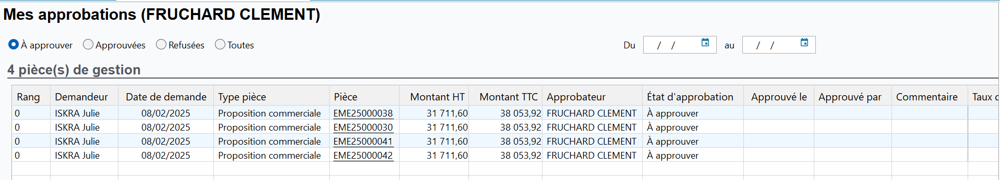 Mes approbations (FRUCHARD CLEMENT)
À approuver Approuvées Refusées Toutes Du / / au / /
4 pièce(s) de gestion
Rang Demandeur Date de demande Type pièce Pièce Montant HT Montant TTC Approbateur État d'approbation Approuvé le Approuvé par Commentaire Taux
0 ISKRA Julie 08/02/2025 Proposition commerciale EME25000038 31 711,60 38 053,92 FRUCHARD CLEMENT À approuver
0 ISKRA Julie 08/02/2025 Proposition commerciale EME25000030 31 711,60 38 053,92 FRUCHARD CLEMENT À approuver
0 ISKRA Julie 08/02/2025 Proposition commerciale EME25000041 31 711,60 38 053,92 FRUCHARD CLEMENT À approuver
0 ISKRA Julie 08/02/2025 Proposition commerciale EME25000042 31 711,60 38 053,92 FRUCHARD CLEMENT À approuver